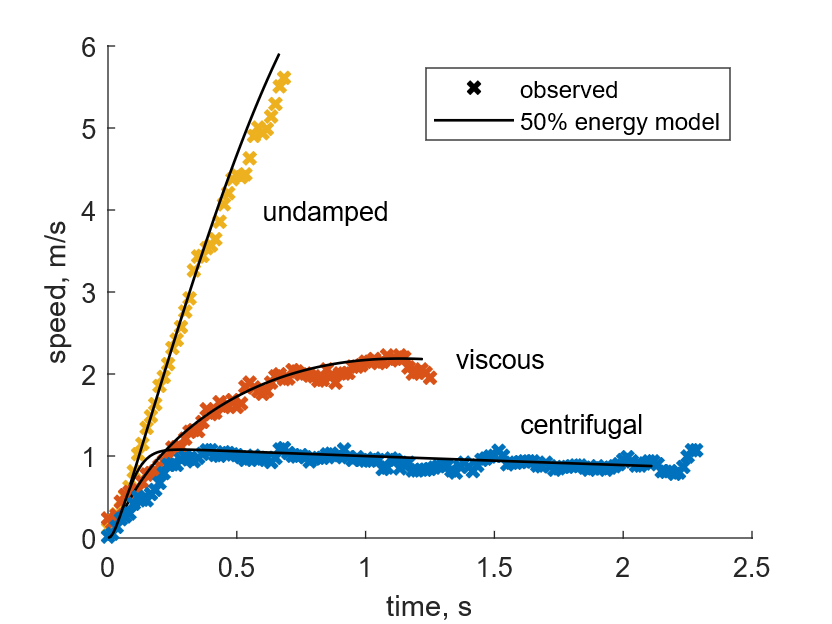 6
5
4
3
2
1
0
speed, m/s
observed
50% energy model
undamped
viscous
centrifugal
0
0.5
1
1.5
2
2.5
time, s